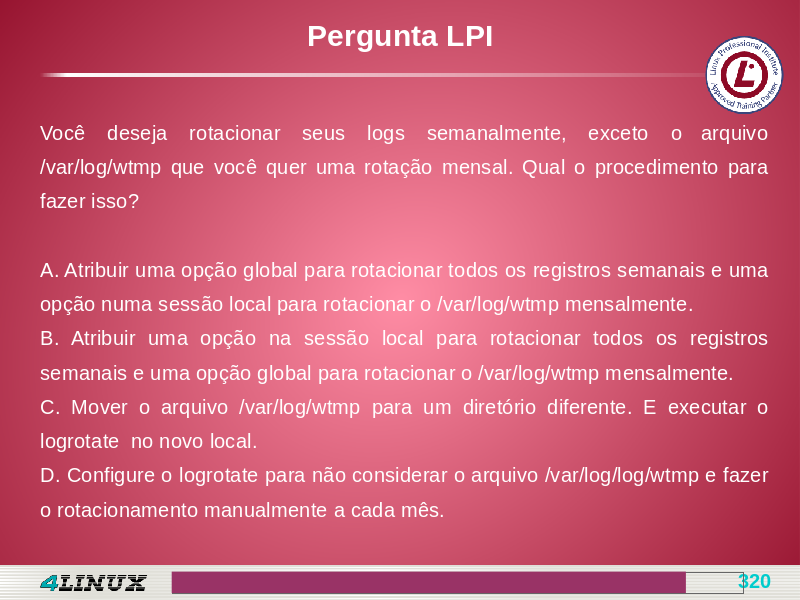 Pergunta LPI
Linux Professional Institute
Approved Training Partner
Você deseja rotacionar seus logs semanalmente, exceto o arquivo
/var/log/wtmp que você quer uma rotação mensal. Qual o procedimento para
fazer isso?
A. Atribuir uma opção global para rotacionar todos os registros semanais e uma
opção numa sessão local para rotacionar o /var/log/wtmp mensalmente.
B. Atribuir uma opção na sessão local para rotacionar todos os registros
semanais e uma opção global para rotacionar o /var/log/wtmp mensalmente.
C. Mover o arquivo /var/log/wtmp para um diretório diferente. E executar o
logrotate  no novo local.
D. Configure o logrotate para não considerar o arquivo /var/log/log/wtmp e fazer
o rotacionamento manualmente a cada mês.
4LINUX
320